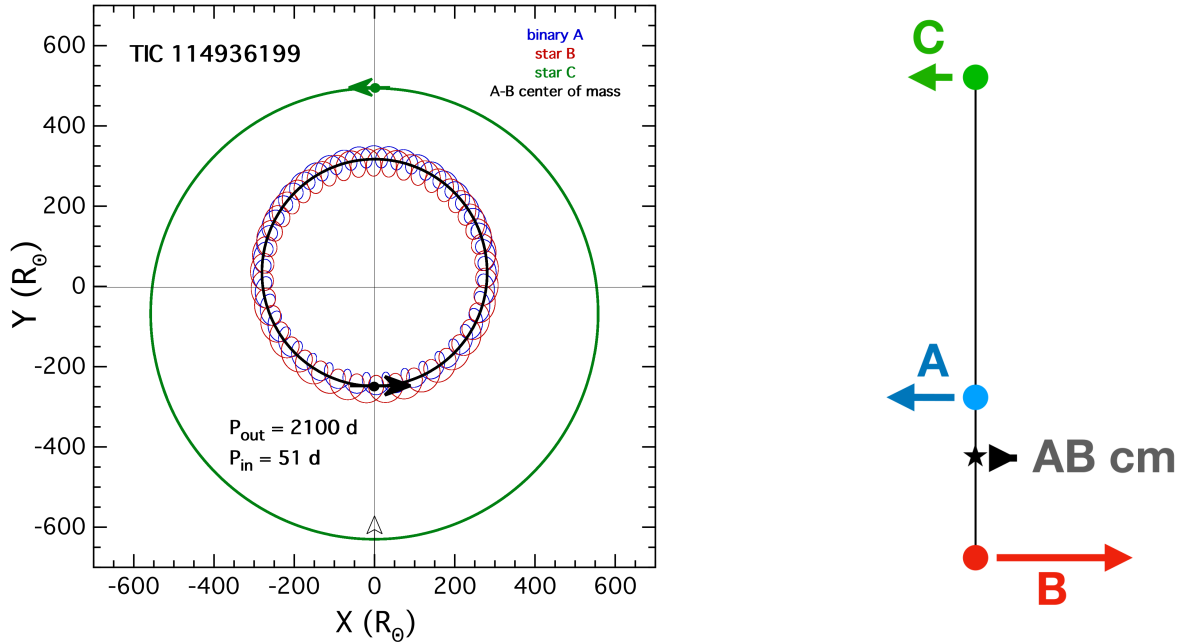 TIC 114936199
binary A
star B
star C
A-B center of mass
P_out = 2100 d
P_in = 51 d
Y (R⊙)
600
400
200
0
-200
-400
-600
-600
-400
-200
0
200
400
600
X (R⊙)
C
A
AB cm
B